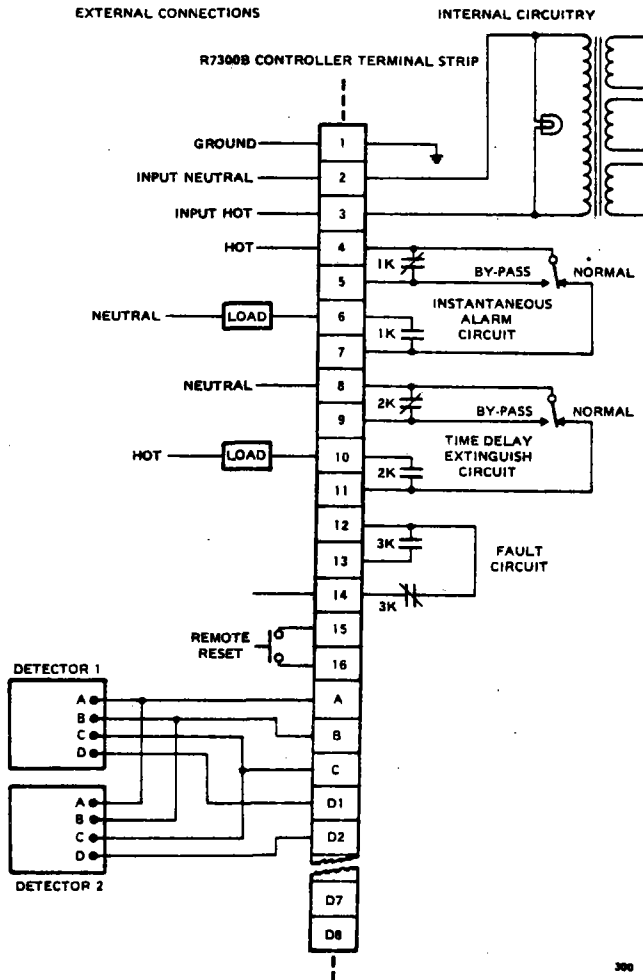 EXTERNAL CONNECTIONS
INTERNAL CIRCUITRY
R7300B CONTROLLER TERMINAL STRIP
GROUND 1
INPUT NEUTRAL 2
INPUT HOT 3
HOT 4
1K
5 BY-PASS NORMAL
INSTANTANEOUS
ALARM
CIRCUIT
NEUTRAL LOAD 6
1K
7
NEUTRAL 8
2K
9 BY-PASS NORMAL
TIME DELAY
EXTINGUISH
CIRCUIT
HOT LOAD 10
2K
11
12
3K
13
FAULT
CIRCUIT
14
3K
15
REMOTE
RESET
16
DETECTOR 1
A
B
C
D
A
B
C
D1
D2
A
B
C
D
DETECTOR 2
D7
D8
300